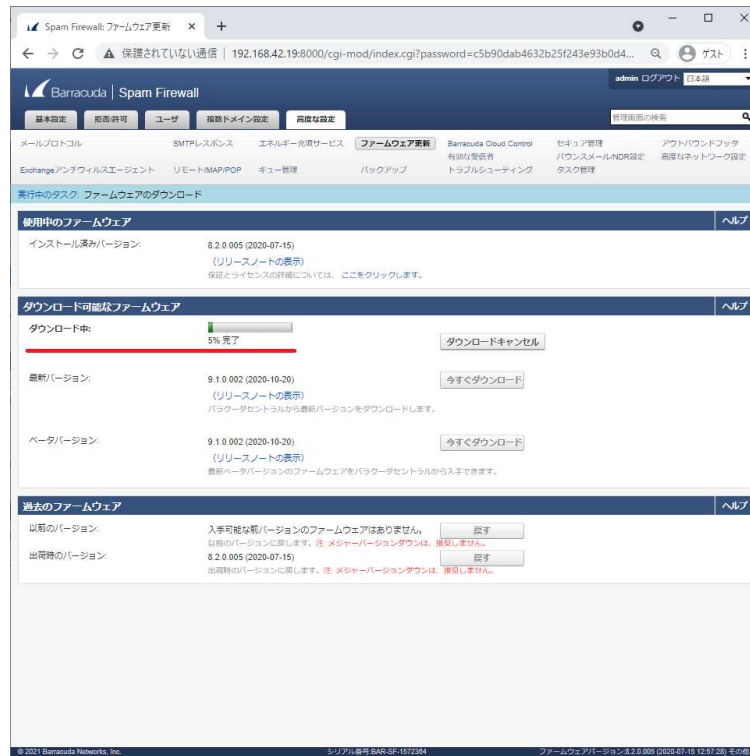 Spam Firewall: ファームウェア更新
保護されていない通信 | 192.168.42.19:8000/cgi-mod/index.cgi?password=c5b90dab4632b25f243e93b0d4...
ゲスト
Barracuda | Spam Firewall
admin ログアウト 日本語
基本設定 拒否/許可 ユーザ 複数ドメイン設定 高度な設定
管理画面の検索
メールプロトコル SMTPレスポンス エネルギー充填サービス ファームウェア更新 Barracuda Cloud Control セキュア管理 アウトバウンドフッタ
有効な受信者 バウンスメール/NDR設定 高度なネットワーク設定
Exchangeアンチウィルスエージェント リモートIMAP/POP キュー管理 バックアップ トラブルシューティング タスク管理
実行中のタスク: ファームウェアのダウンロード
使用中のファームウェア ヘルプ
インストール済みバージョン: 8.2.0.005 (2020-07-15)
(リリースノートの表示)
保証とライセンスの詳細については、 ここをクリックします。
ダウンロード可能なファームウェア ヘルプ
ダウンロード中:
5% 完了 ダウンロードキャンセル
最新バージョン: 9.1.0.002 (2020-10-20) 今すぐダウンロード
(リリースノートの表示)
バラクーダセントラルから最新バージョンをダウンロードします。
ベータバージョン: 9.1.0.002 (2020-10-20) 今すぐダウンロード
(リリースノートの表示)
最新ベータバージョンのファームウェアをバラクーダセントラルから入手できます。
過去のファームウェア ヘルプ
以前のバージョン: 入手可能な前バージョンのファームウェアはありません。 戻す
以前のバージョンに戻します。注: メジャーバージョンダウンは、推奨しません。
出荷時のバージョン: 8.2.0.005 (2020-07-15) 戻す
出荷時のバージョンに戻します。注: メジャーバージョンダウンは、推奨しません。
© 2021 Barracuda Networks, Inc. シリアル番号:BAR-SF-1572364 ファームウェアバージョン:8.2.0.005 (2020-07-15 12:57:28) その他